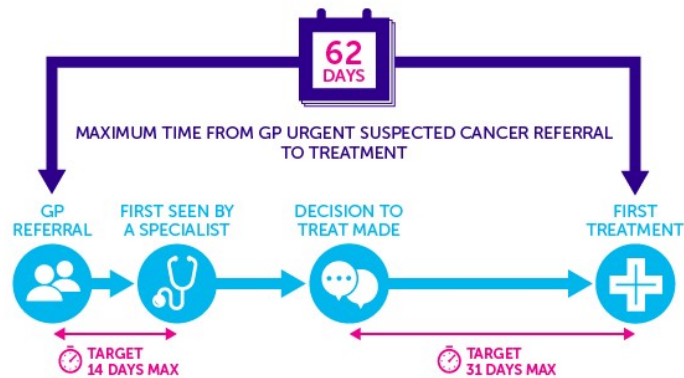 62
DAYS
MAXIMUM TIME FROM GP URGENT SUSPECTED CANCER REFERRAL
TO TREATMENT
GP
REFERRAL
FIRST SEEN BY
A SPECIALIST
DECISION TO
TREAT MADE
FIRST
TREATMENT
TARGET
14 DAYS MAX
TARGET
31 DAYS MAX